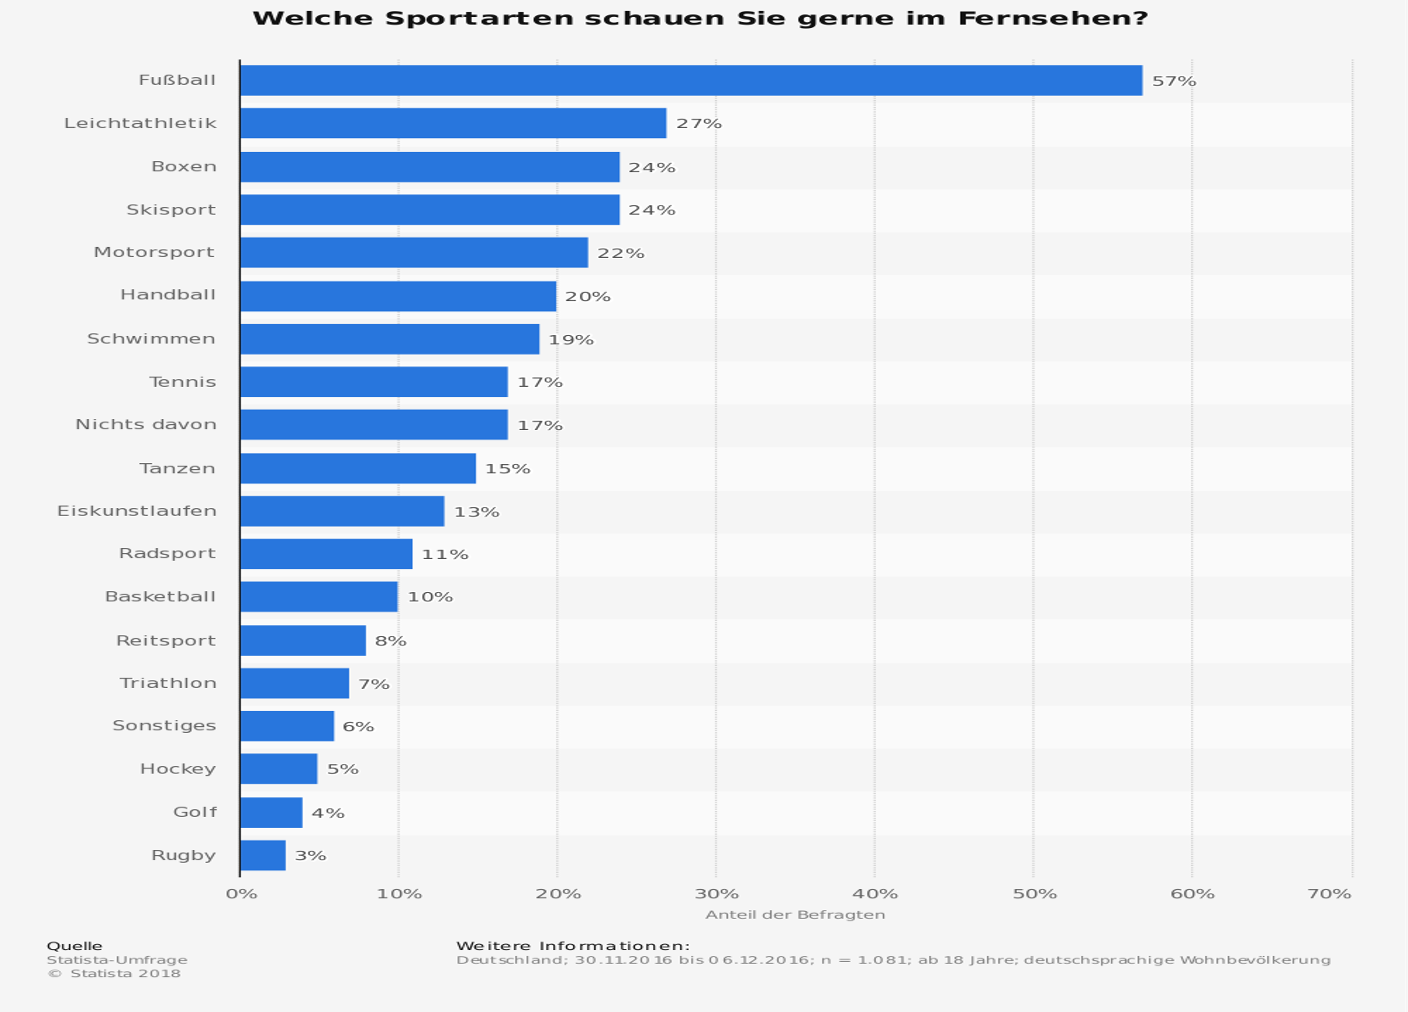 Welche Sportarten schauen Sie gerne im Fernsehen?
Fußball 57%
Leichtathletik 27%
Boxen 24%
Skisport 24%
Motorsport 22%
Handball 20%
Schwimmen 19%
Tennis 17%
Nichts davon 17%
Tanzen 15%
Eiskunstlaufen 13%
Radsport 11%
Basketball 10%
Reitsport 8%
Triathlon 7%
Sonstiges 6%
Hockey 5%
Golf 4%
Rugby 3%
0% 10% 20% 30% 40% 50% 60% 70%
Anteil der Befragten
Quelle
Statista-Umfrage
© Statista 2018
Weitere Informationen:
Deutschland; 30.11.2016 bis 06.12.2016; n = 1.081; ab 18 Jahre; deutschsprachige Wohnbevölkerung